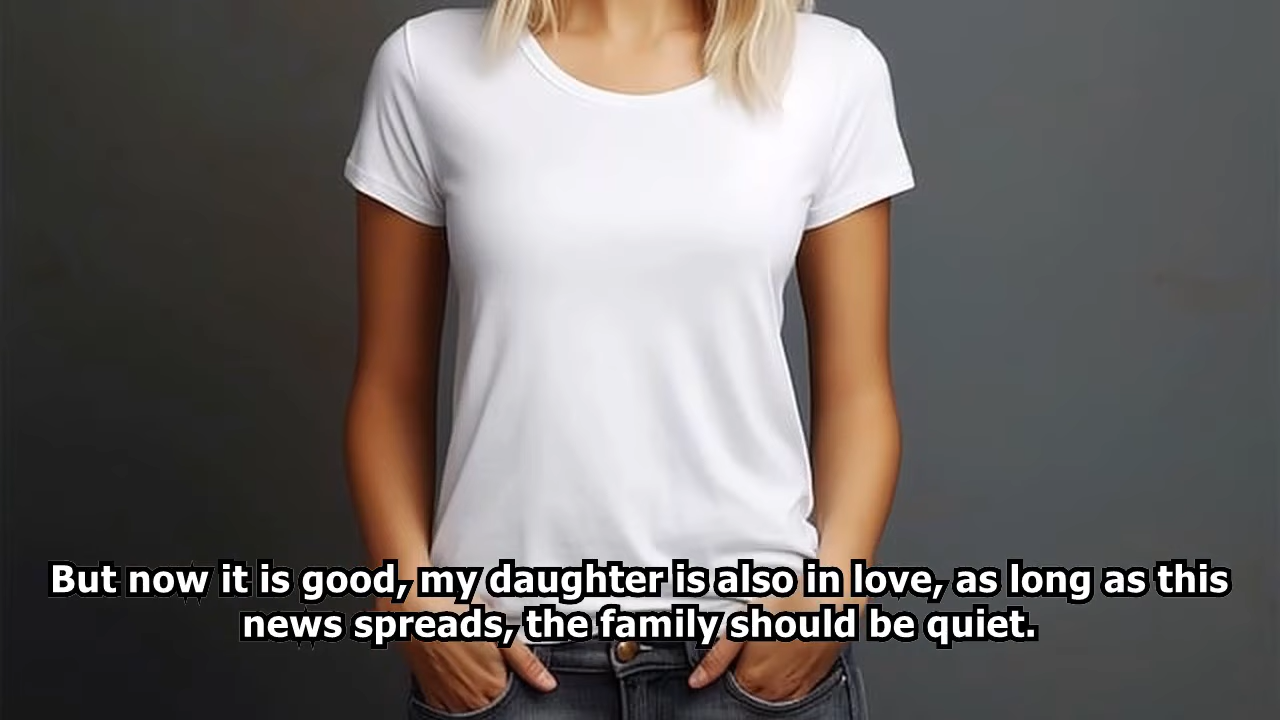 But now it is good, my daughter is also in love, as long as this
news spreads, the family should be quiet.